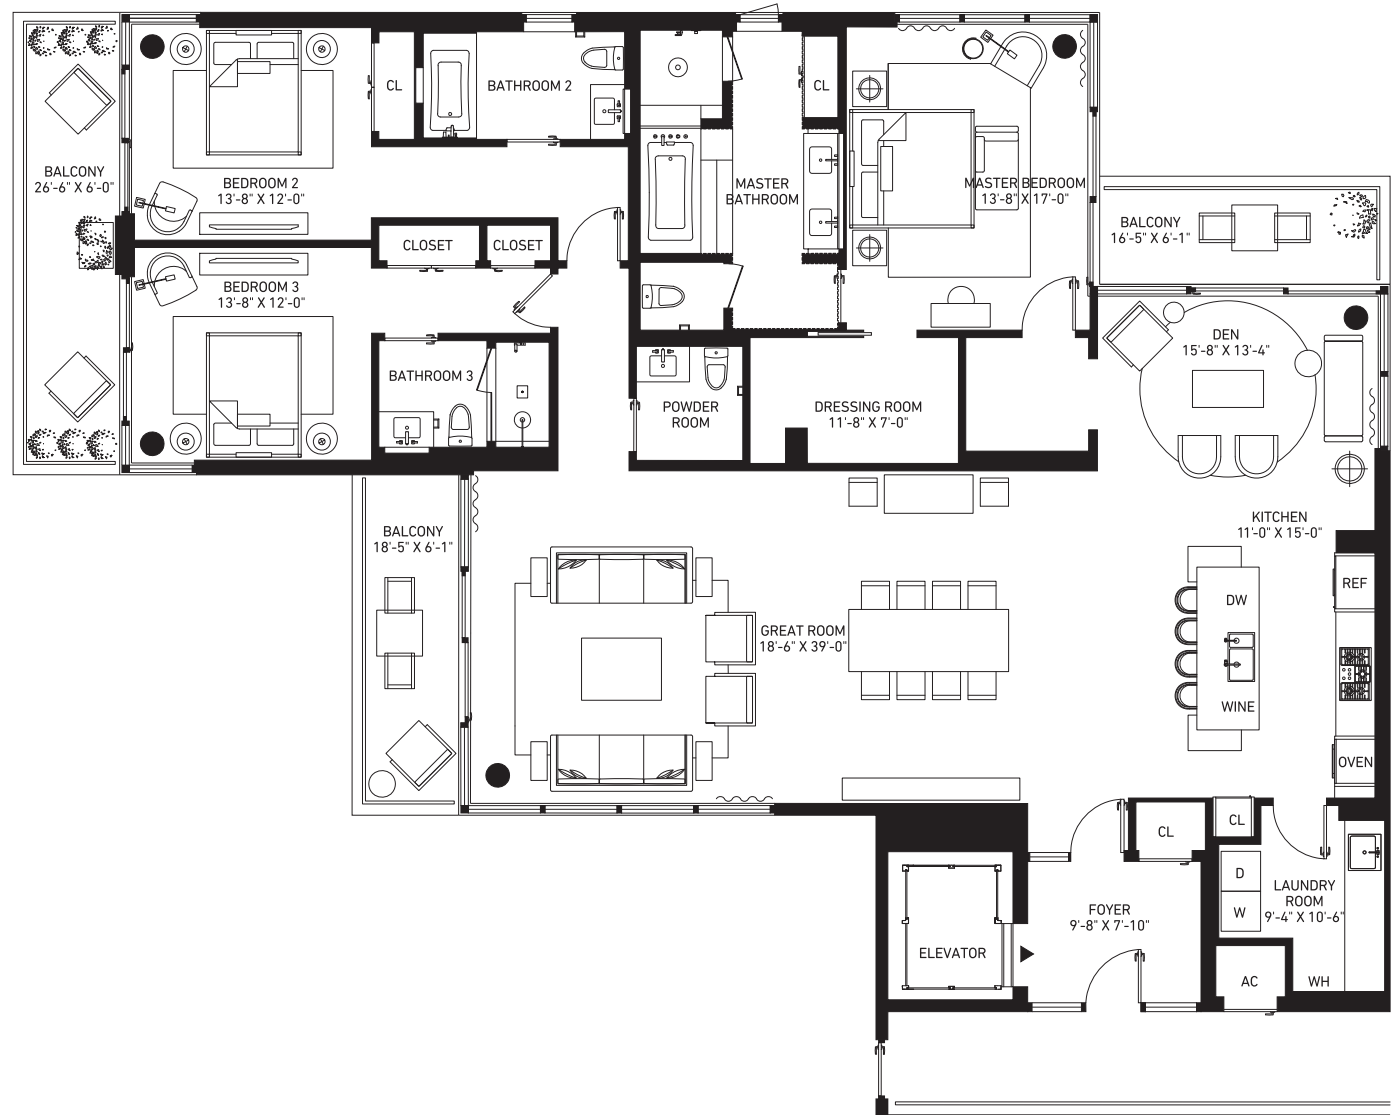 CL
BATHROOM 2
CL
BALCONY
26'-6" X 6'-0"
BEDROOM 2
13'-8" X 12'-0"
MASTER
BATHROOM
MASTER BEDROOM
13'-8" X 17'-0"
BALCONY
16'-5" X 6'-1"
CLOSET
CLOSET
BEDROOM 3
13'-8" X 12'-0"
DEN
15'-8" X 13'-4"
BATHROOM 3
POWDER
ROOM
DRESSING ROOM
11'-8" X 7'-0"
BALCONY
18'-5" X 6'-1"
KITCHEN
11'-0" X 15'-0"
REF
DW
GREAT ROOM
18'-6" X 39'-0"
WINE
OVEN
CL
CL
D
W
LAUNDRY
ROOM
9'-4" X 10'-6"
FOYER
9'-8" X 7'-10"
ELEVATOR
AC
WH